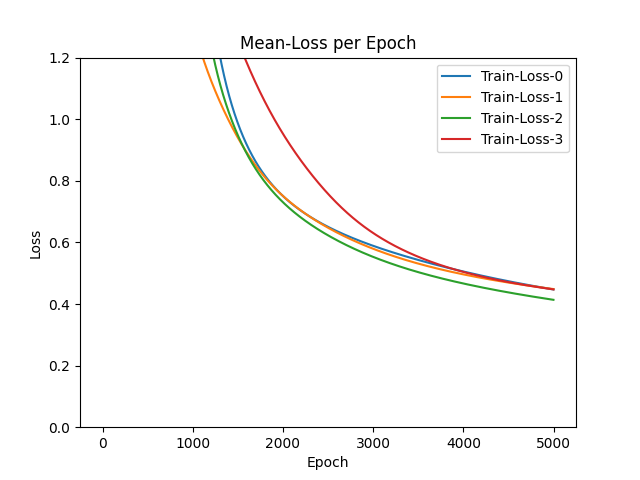 Mean-Loss per Epoch
1.2
1.0
0.8
0.6
0.4
0.2
0.0
Loss
Train-Loss-0
Train-Loss-1
Train-Loss-2
Train-Loss-3
0 1000 2000 3000 4000 5000
Epoch